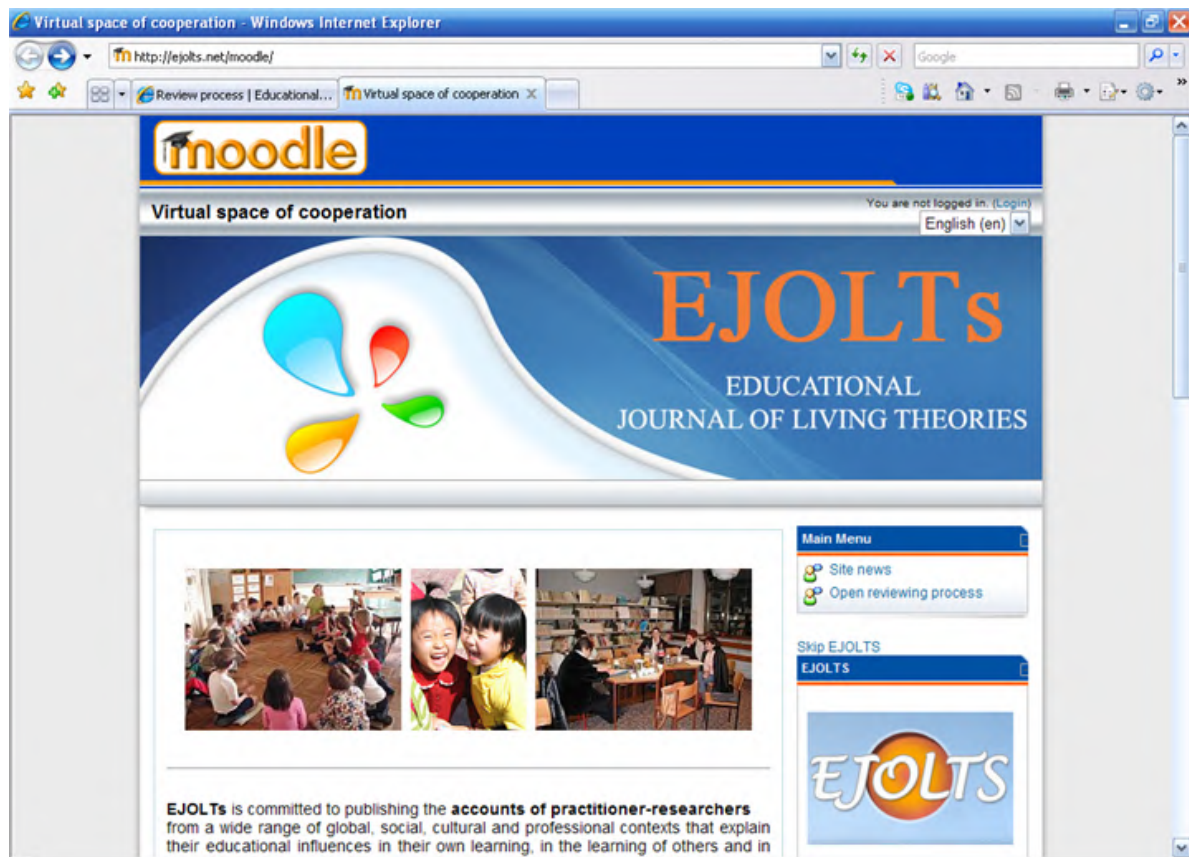 Virtual space of cooperation - Windows Internet Explorer
http://ejolts.net/moodle/
Google
Review process | Educational...
Virtual space of cooperation
moodle
Virtual space of cooperation
You are not logged in. (Login)
English (en)
EJOLTs
EDUCATIONAL
JOURNAL OF LIVING THEORIES
Main Menu
Site news
Open reviewing process
Skip EJOLTS
EJOLTS
EJOLTS
EJOLTs is committed to publishing the accounts of practitioner-researchers
from a wide range of global, social, cultural and professional contexts that explain
their educational influences in their own learning, in the learning of others and in